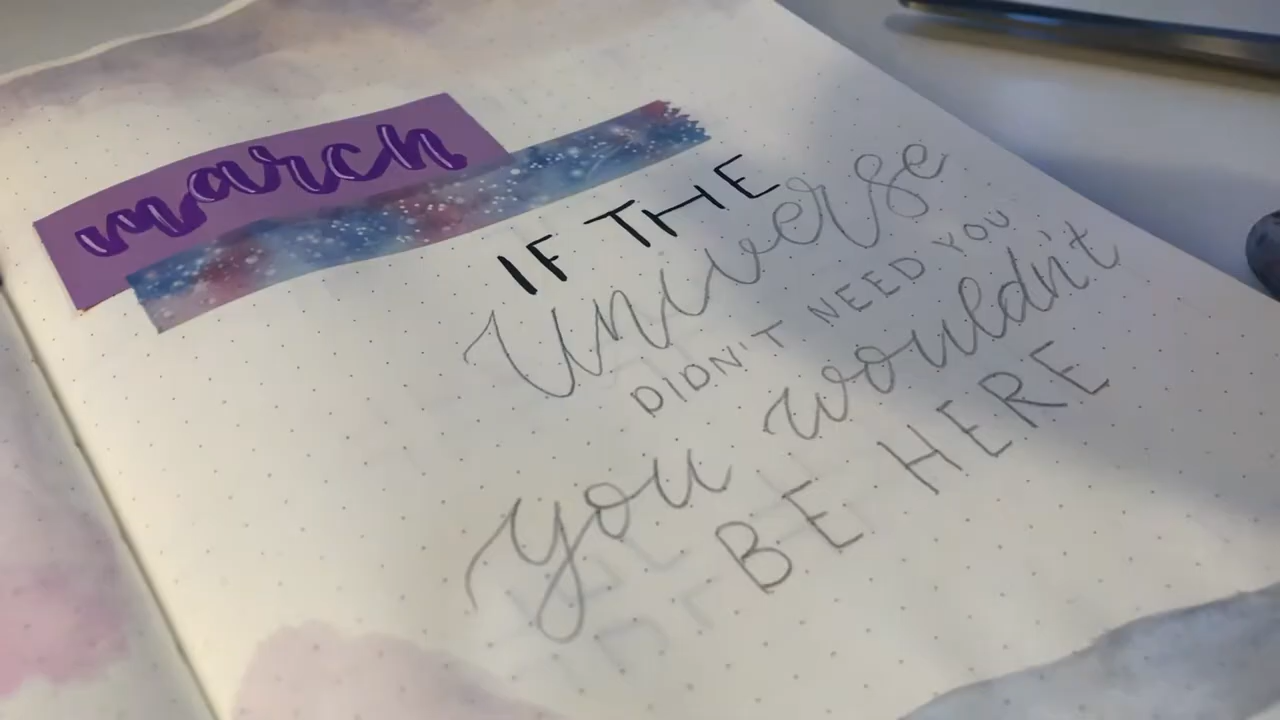 march
IF THE
Universe
DIDN'T NEED YOU
you wouldn't
BE HERE